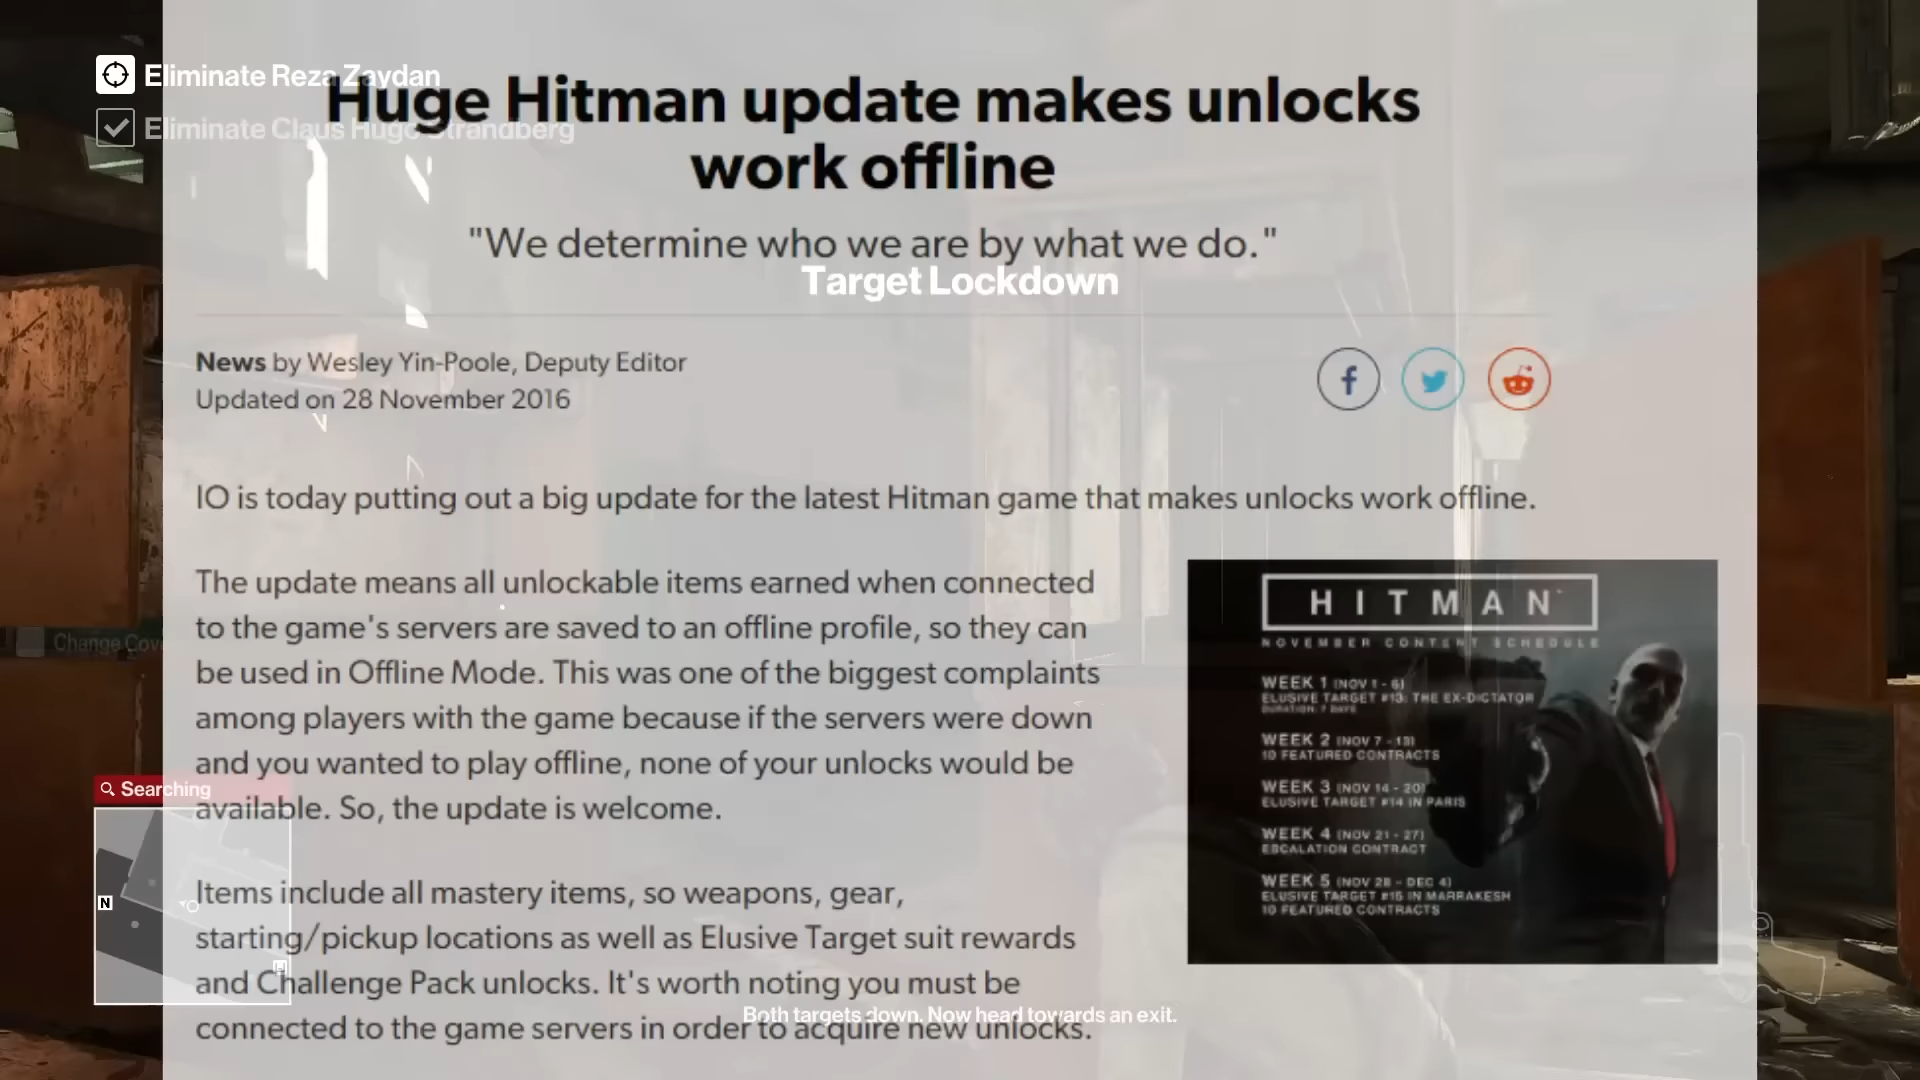 Eliminate Reza Zaydan
Eliminate Claus Hugo Strandberg
Huge Hitman update makes unlocks
work offline
"We determine who we are by what we do."
Target Lockdown
News by Wesley Yin-Poole, Deputy Editor
Updated on 28 November 2016
IO is today putting out a big update for the latest Hitman game that makes unlocks work offline.
The update means all unlockable items earned when connected
to the game's servers are saved to an offline profile, so they can
be used in Offline Mode. This was one of the biggest complaints
among players with the game because if the servers were down
and you wanted to play offline, none of your unlocks would be
available. So, the update is welcome.
Items include all mastery items, so weapons, gear,
starting/pickup locations as well as Elusive Target suit rewards
and Challenge Pack unlocks. It's worth noting you must be
connected to the game servers in order to acquire new unlocks.
HITMAN
NOVEMBER CONTENT SCHEDULE
WEEK 1 (NOV 1 - 6)
ELUSIVE TARGET #13: THE EX-DICTATOR
DURATION: 7 DAYS
WEEK 2 (NOV 7 - 13)
10 FEATURED CONTRACTS
WEEK 3 (NOV 14 - 20)
ELUSIVE TARGET #14 IN PARIS
WEEK 4 (NOV 21 - 27)
ESCALATION CONTRACT
WEEK 5 (NOV 28 - DEC 4)
ELUSIVE TARGET #15 IN MARRAKESH
10 FEATURED CONTRACTS
Change
Searching
N
Both targets down. Now head towards an exit.